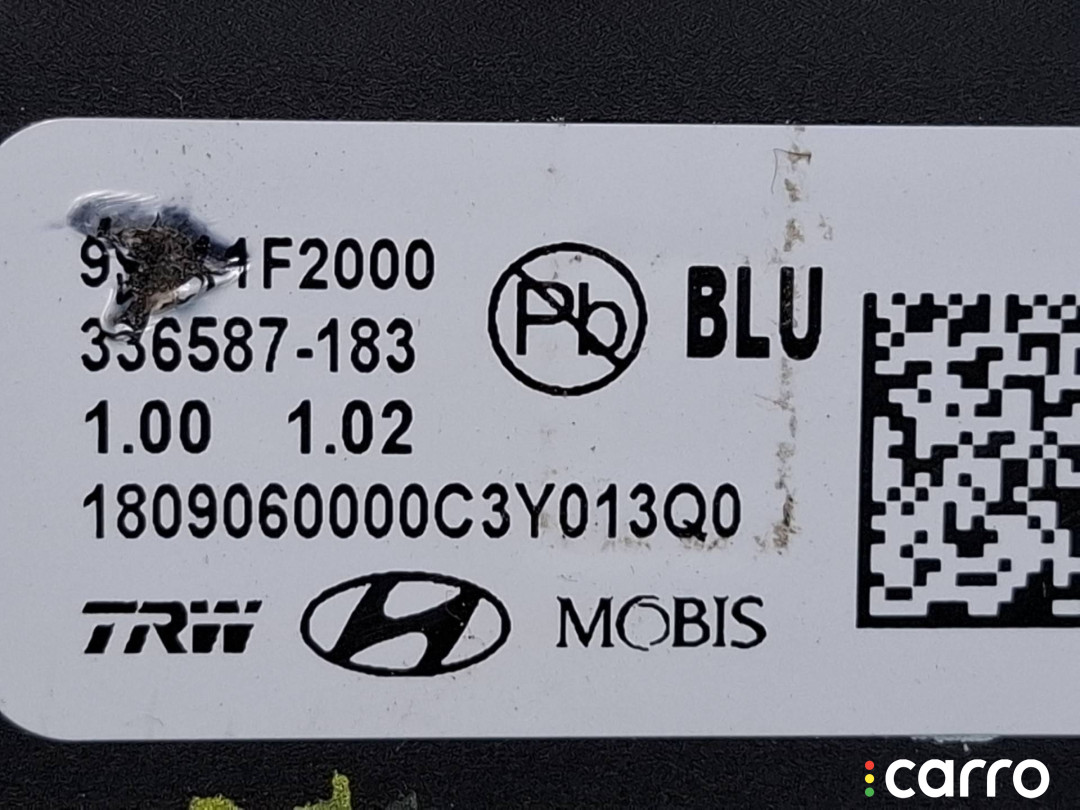 336587-183
1.00 1.02
1809060000C3Y013Q0
Pb
BLU
TRW
MOBIS
carro